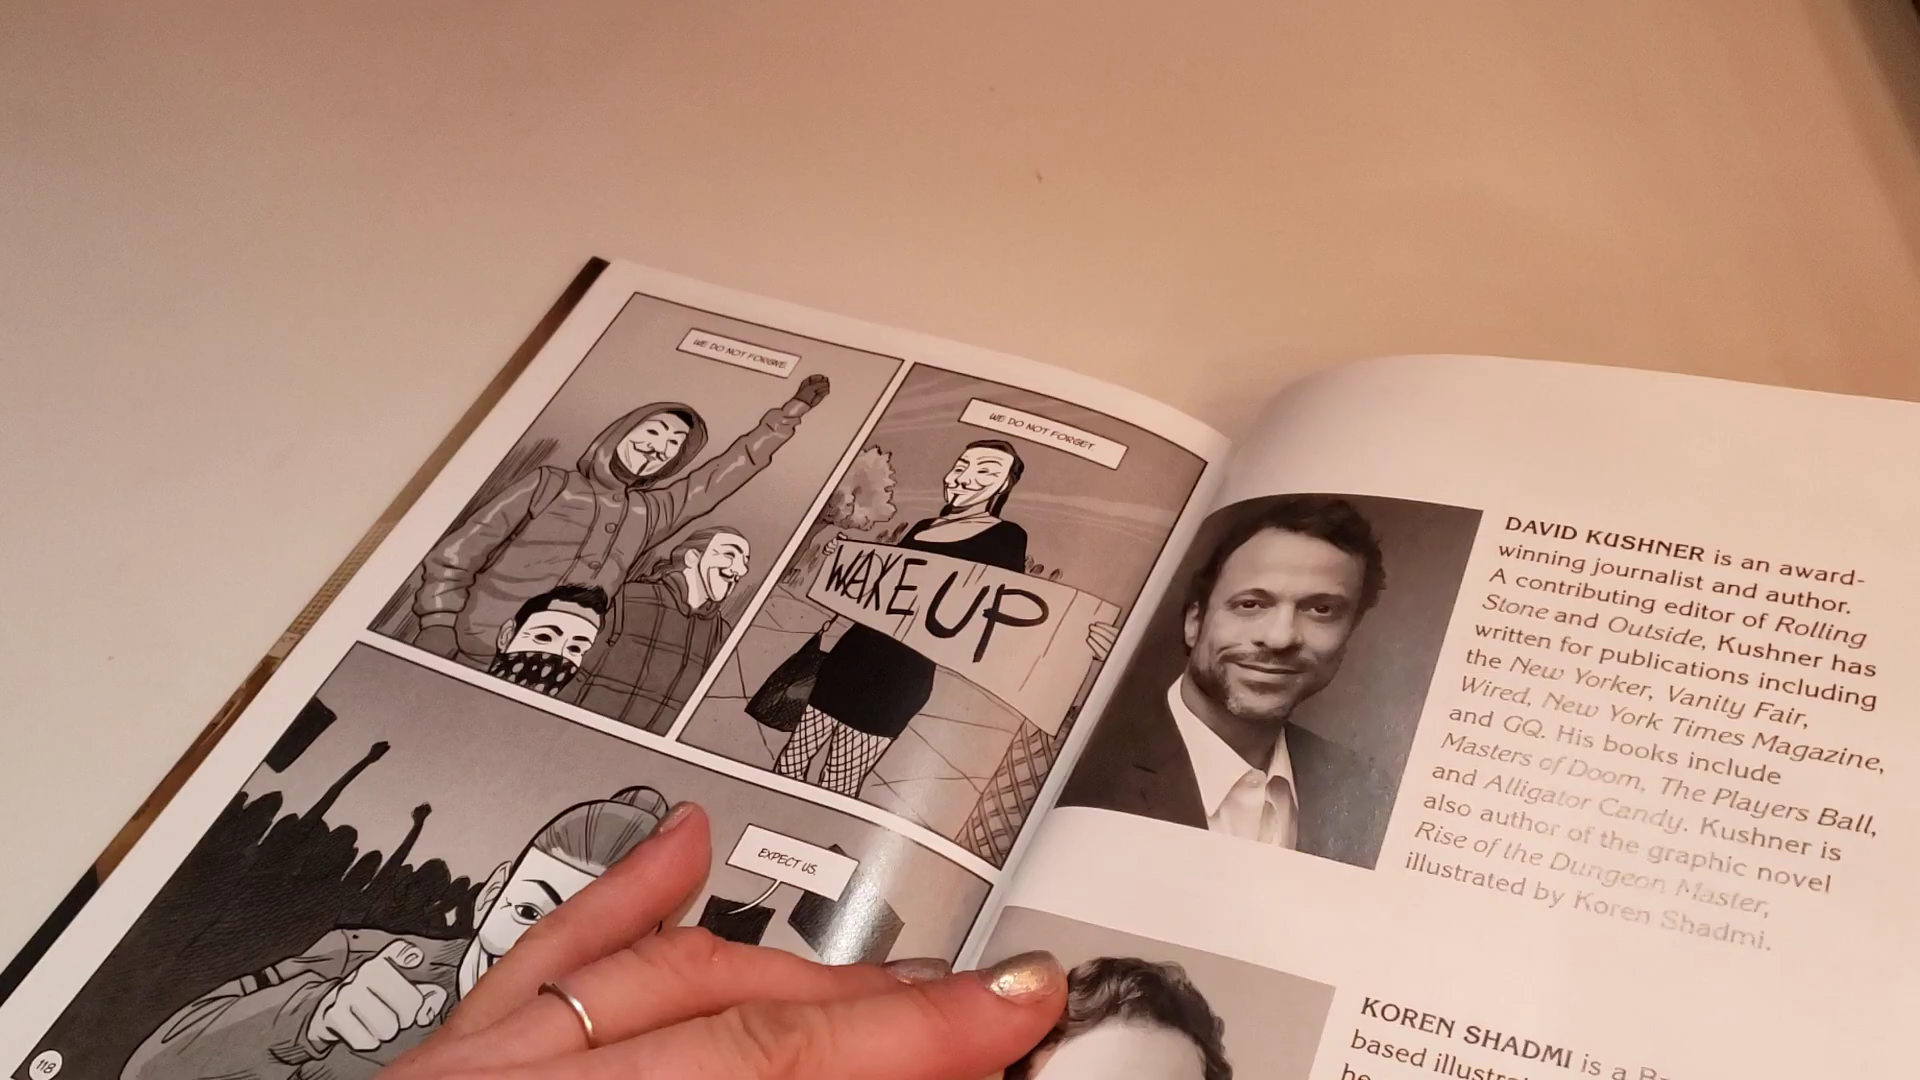 WE DO NOT FORGIVE.
WE DO NOT FORGET.
WAKE UP
EXPECT US.
118
DAVID KUSHNER is an award-
winning journalist and author.
A contributing editor of Rolling
Stone and Outside, Kushner has
written for publications including
the New Yorker, Vanity Fair,
Wired, New York Times Magazine,
and GQ. His books include
Masters of Doom, The Players Ball,
and Alligator Candy. Kushner is
also author of the graphic novel
Rise of the Dungeon Master,
illustrated by Koren Shadmi.
KOREN SHADMI is a
based
he